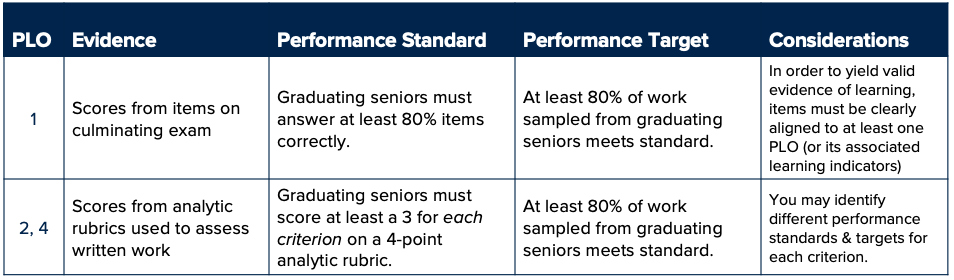 PLO Evidence Performance Standard Performance Target Considerations
1
Scores from items on
culminating exam
Graduating seniors must
answer at least 80% items
correctly.
At least 80% of work
sampled from graduating
seniors meets standard.
In order to yield valid
evidence of learning,
items must be clearly
aligned to at least one
PLO (or its associated
learning indicators)
2, 4
Scores from analytic
rubrics used to assess
written work
Graduating seniors must
score at least a 3 for each
criterion on a 4-point
analytic rubric.
At least 80% of work
sampled from graduating
seniors meets standard.
You may identify
different performance
standards & targets for
each criterion.